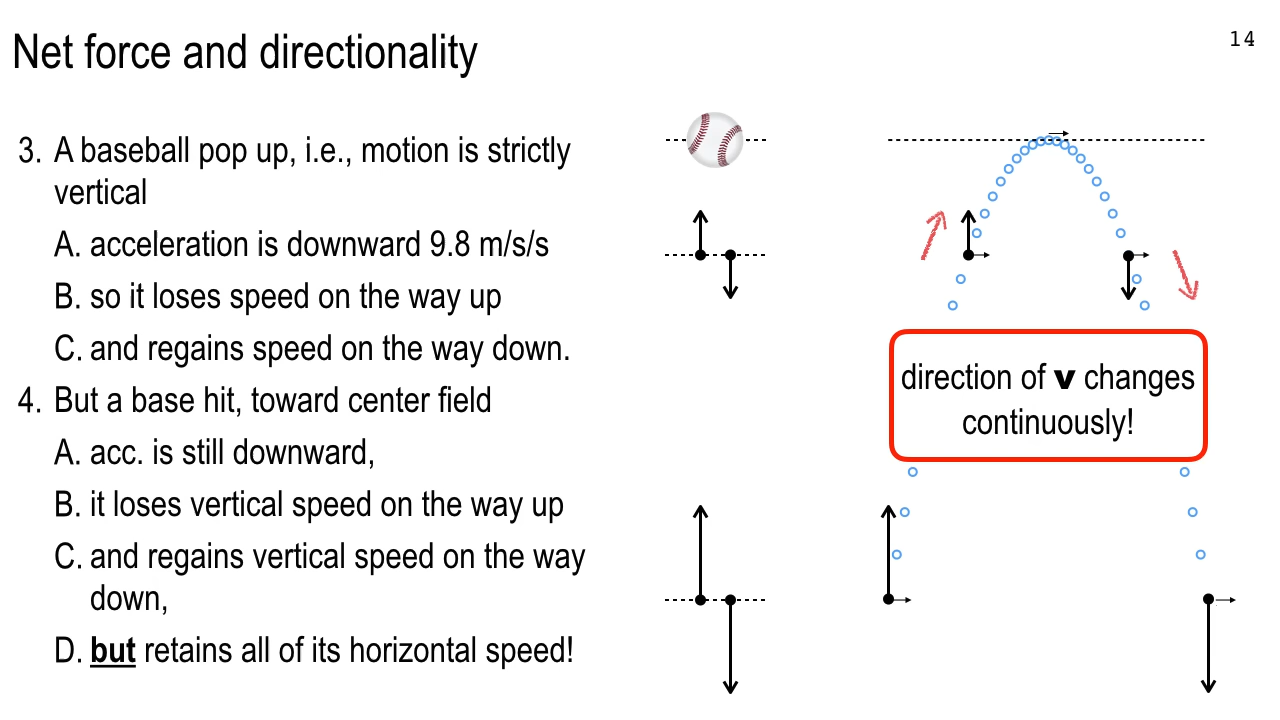 Net force and directionality
14
3. A baseball pop up, i.e., motion is strictly
vertical
A. acceleration is downward 9.8 m/s/s
B. so it loses speed on the way up
C. and regains speed on the way down.
4. But a base hit, toward center field
A. acc. is still downward,
B. it loses vertical speed on the way up
C. and regains vertical speed on the way
down,
D. but retains all of its horizontal speed!
direction of v changes
continuously!